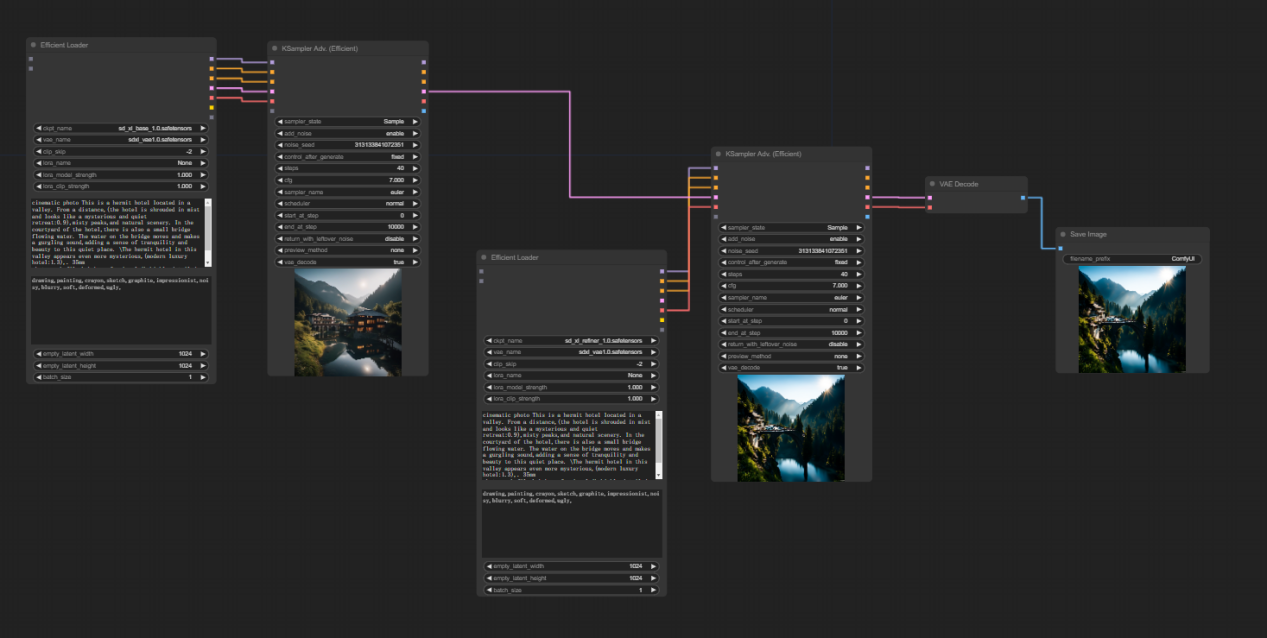 Efficient Loader
ckpt_name sd_xl_base_1.0.safetensors
vae_name sdxl_vae1.0.safetensors
clip_skip -2
lora_name None
lora_model_strength 1.000
lora_clip_strength 1.000
cinematic photo This is a hermit hotel located in a
valley. From a distance,(the hotel is shrouded in mist
and looks like a mysterious and quiet
retreat:0.9),misty peaks,and natural scenery. In the
courtyard of the hotel,there is also a small bridge
flowing water. The water on the bridge moves and makes
a gurgling sound,adding a sense of tranquility and
beauty to this quiet place. \The hermit hotel in this
valley appears even more mysterious,(modern luxury
hotel:1.3),. 35mm
drawing,painting,crayon,sketch,graphite,impressionist,noi
sy,blurry,soft,deformed,ugly,
empty_latent_width 1024
empty_latent_height 1024
batch_size 1
KSampler Adv. (Efficient)
sampler_state Sample
add_noise enable
noise_seed 313133841072351
control_after_generate fixed
steps 40
cfg 7.000
sampler_name euler
scheduler normal
start_at_step 0
end_at_step 10000
return_with_leftover_noise disable
preview_method none
vae_decode true
Efficient Loader
ckpt_name sd_xl_refiner_1.0.safetensors
vae_name sdxl_vae1.0.safetensors
clip_skip -2
lora_name None
lora_model_strength 1.000
lora_clip_strength 1.000
cinematic photo This is a hermit hotel located in a
valley. From a distance,(the hotel is shrouded in mist
and looks like a mysterious and quiet
retreat:0.9),misty peaks,and natural scenery. In the
courtyard of the hotel,there is also a small bridge
flowing water. The water on the bridge moves and makes
a gurgling sound,adding a sense of tranquility and
beauty to this quiet place. \The hermit hotel in this
valley appears even more mysterious,(modern luxury
hotel:1.3),. 35mm
drawing,painting,crayon,sketch,graphite,impressionist,noi
sy,blurry,soft,deformed,ugly,
empty_latent_width 1024
empty_latent_height 1024
batch_size 1
KSampler Adv. (Efficient)
sampler_state Sample
add_noise enable
noise_seed 313133841072351
control_after_generate fixed
steps 40
cfg 7.000
sampler_name euler
scheduler normal
start_at_step 0
end_at_step 10000
return_with_leftover_noise disable
preview_method none
vae_decode true
VAE Decode
Save Image
filename_prefix ComfyUI